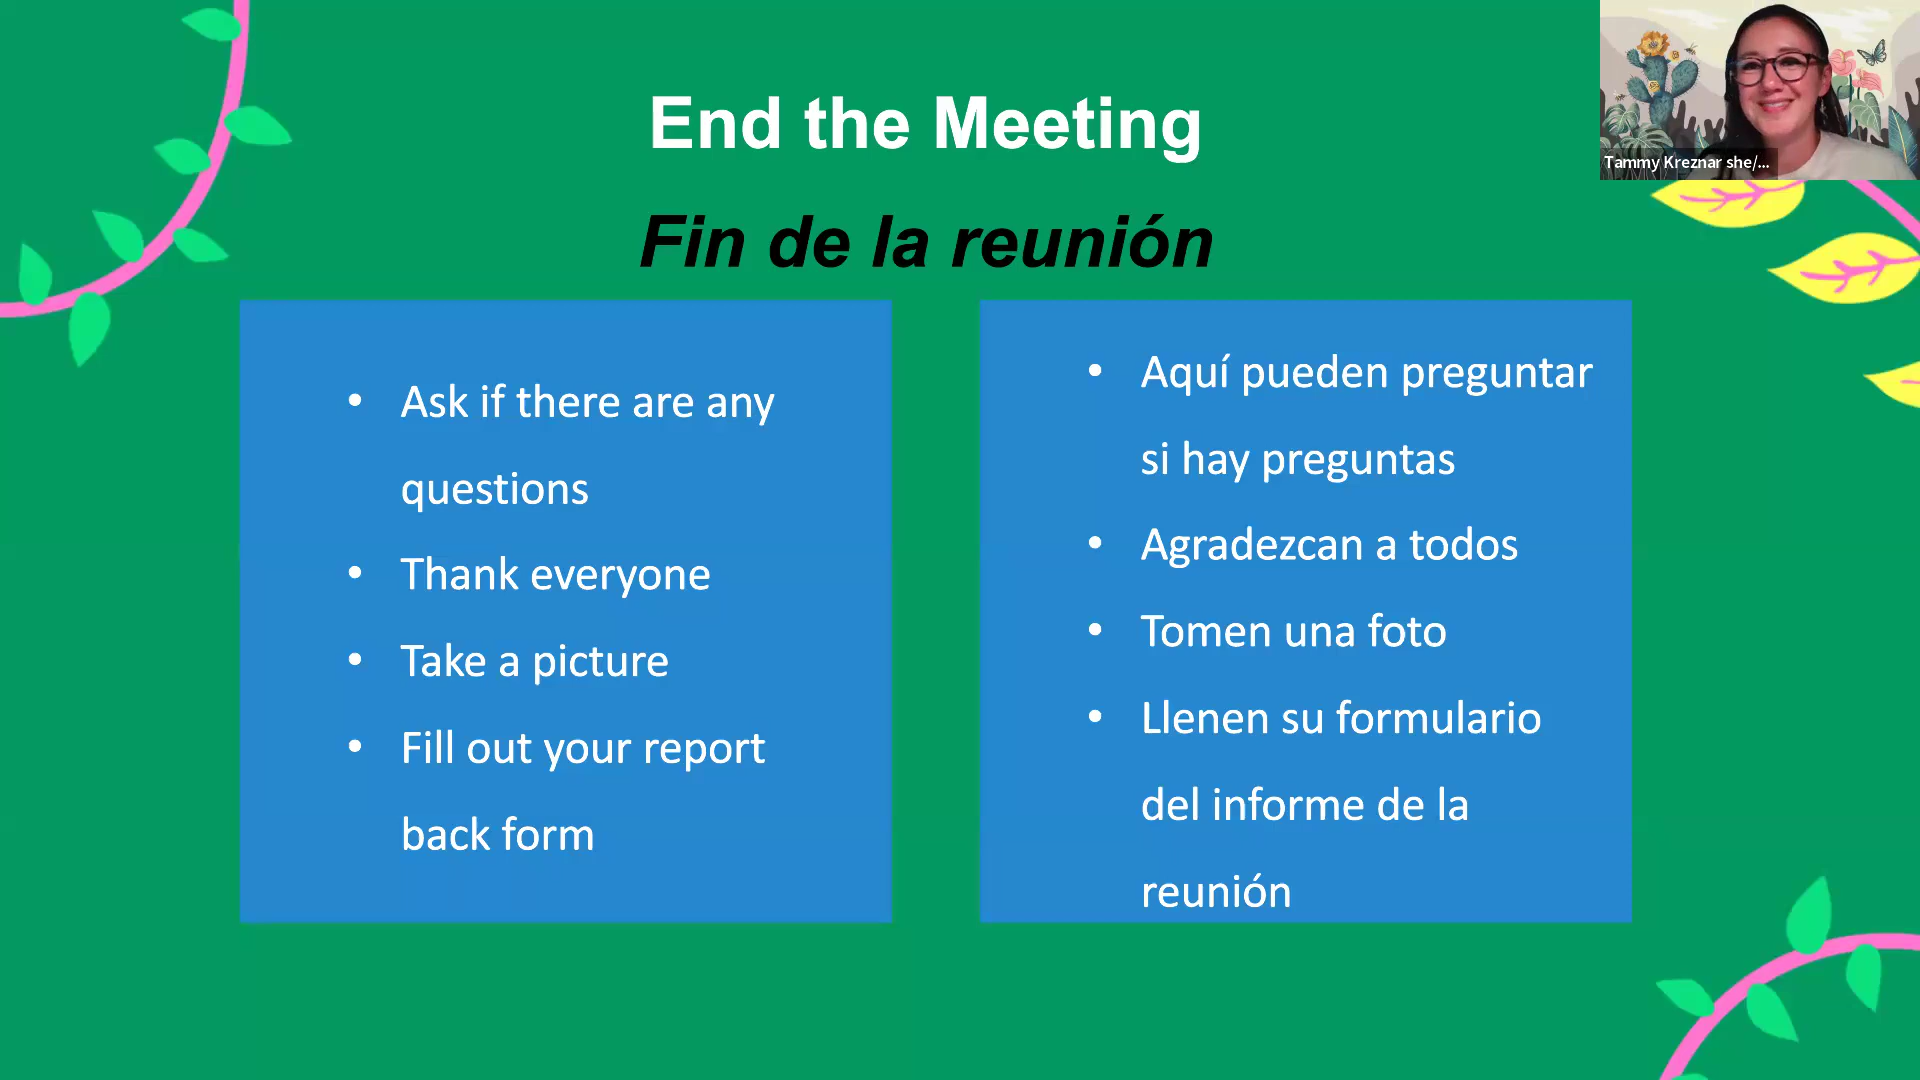 End the Meeting
Fin de la reunión
• Ask if there are any
questions
• Thank everyone
• Take a picture
• Fill out your report
back form
• Aquí pueden preguntar
si hay preguntas
• Agradezcan a todos
• Tomen una foto
• Llenen su formulario
del informe de la
reunión
Tammy Kreznar she/...